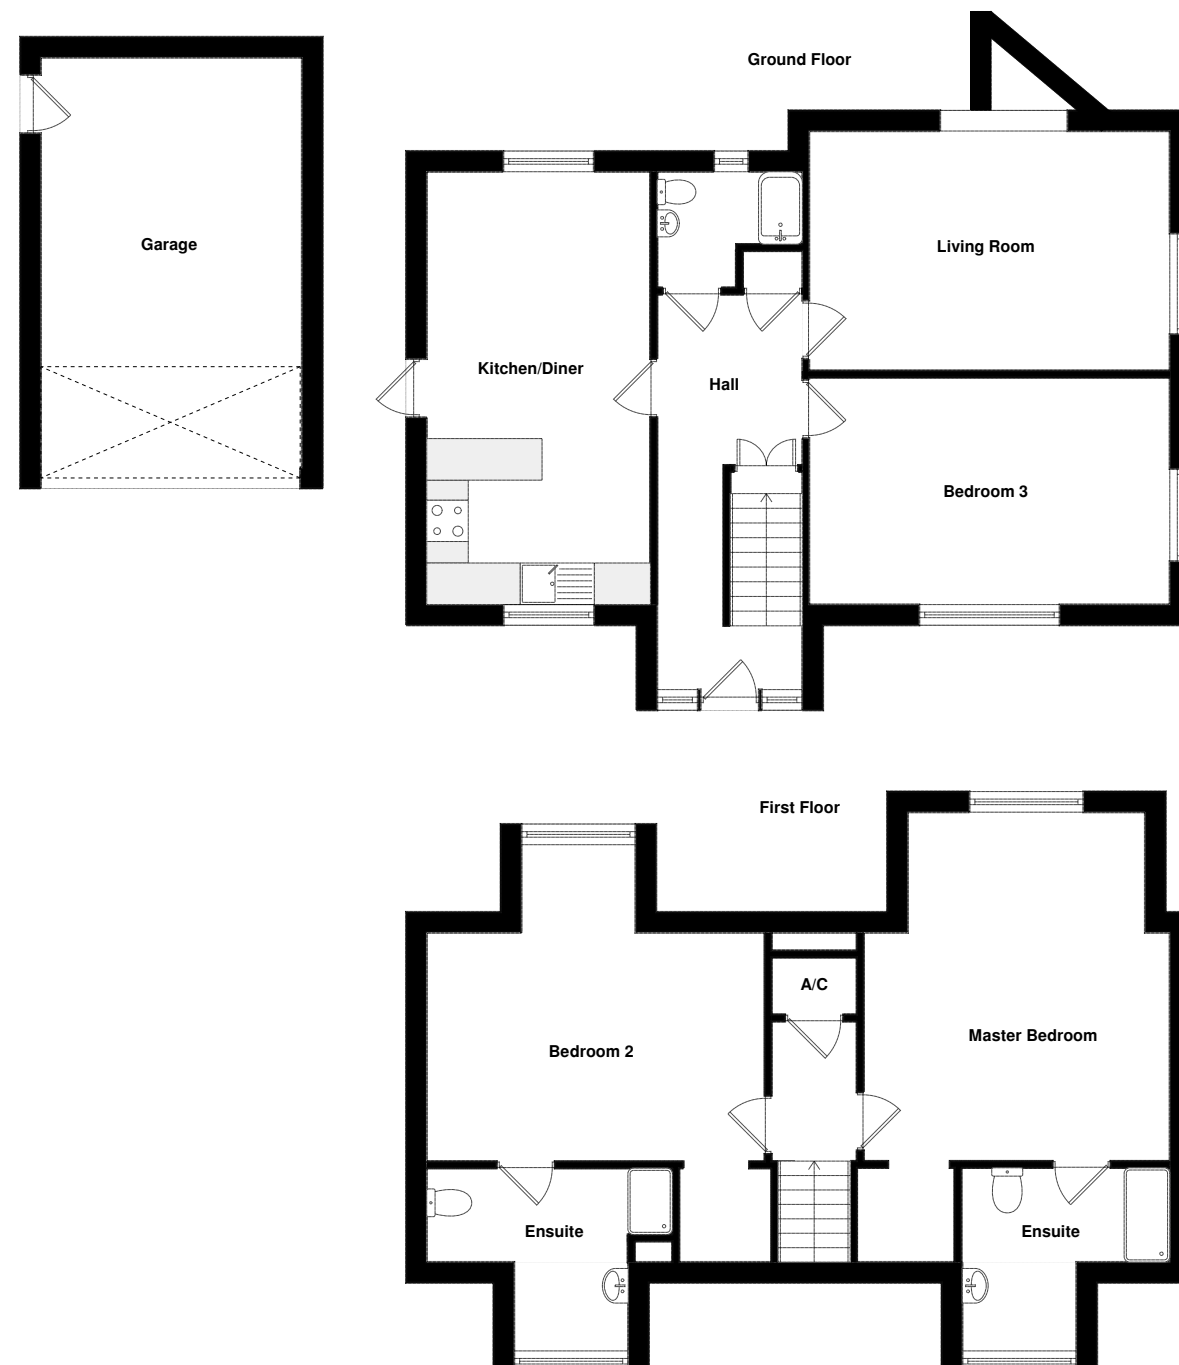 Ground Floor
Garage
Living Room
Kitchen/Diner
Hall
Bedroom 3
First Floor
A/C
Master Bedroom
Bedroom 2
Ensuite
Ensuite